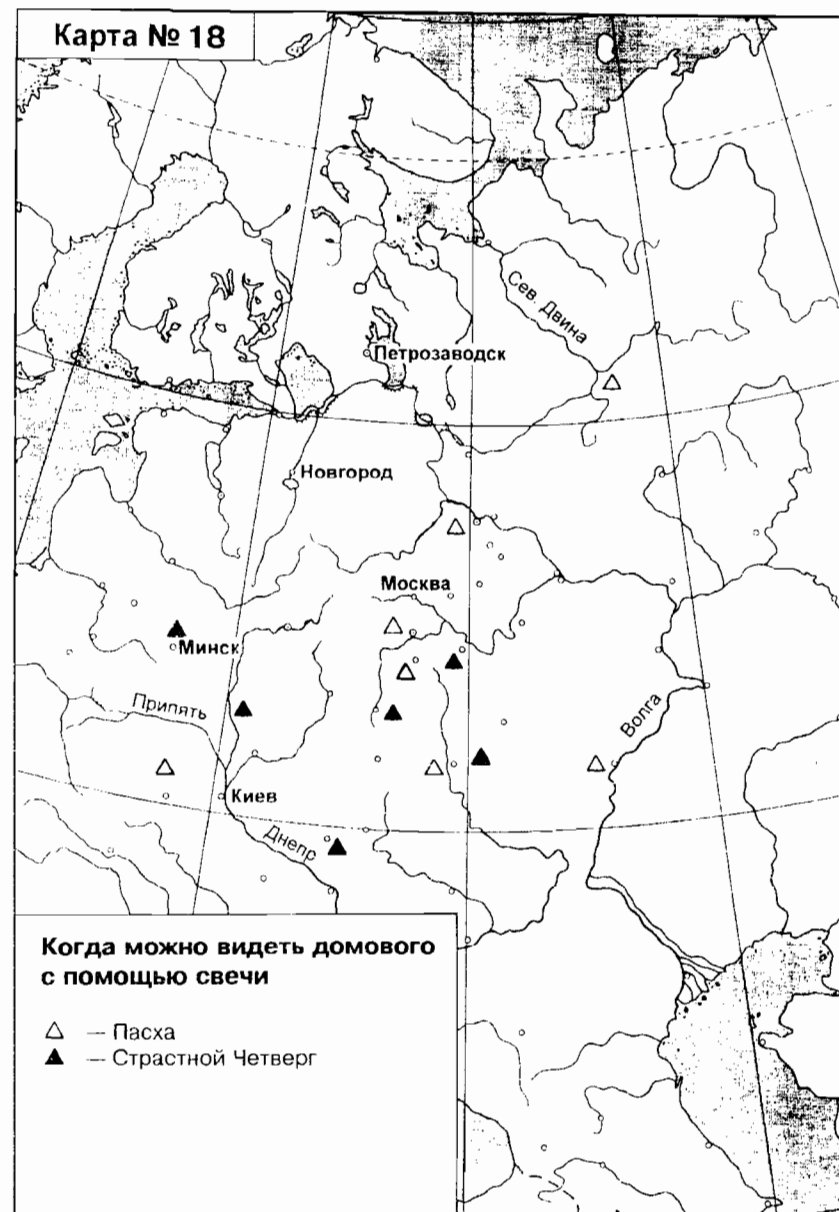 Карта № 18
Сев. Двина
Петрозаводск
Новгород
Москва
Минск
Припять
Волга
Киев
Днепр
Когда можно видеть домового
с помощью свечи
△ — Пасха
▲ — Страстной Четверг